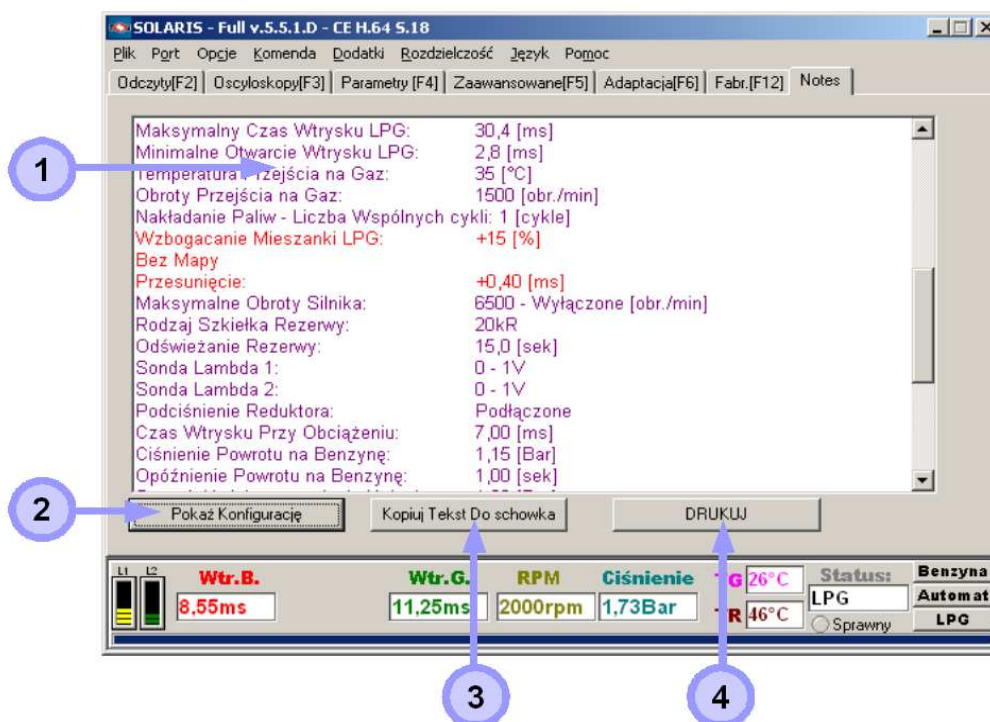 SOLARIS - Full v.5.5.1.D - CE H.64 S.18
Plik Port Opcje Komenda Dodatki Rozdzielczość Język Pomoc
Odczyty[F2] Oscyloskopy[F3] Parametry [F4] Zaawansowane[F5] Adaptacja[F6] Fabr.[F12] Notes
Maksymalny Czas Wtrysku LPG: 30,4 [ms]
Minimalne Otwarcie Wtrysku LPG: 2,8 [ms]
1
Temperatura Przejścia na Gaz: 35 [°C]
Obroty Przejścia na Gaz: 1500 [obr./min]
Nakładanie Paliw - Liczba Wspólnych cykli: 1 [cykle]
Wzbogacanie Mieszanki LPG: +15 [%]
Bez Mapy
Przesunięcie: +0,40 [ms]
Maksymalne Obroty Silnika: 6500 - Wyłączone [obr./min]
Rodzaj Szkiełka Rezerwy: 20kR
Odświeżanie Rezerwy: 15,0 [sek]
Sonda Lambda 1: 0 - 1V
Sonda Lambda 2: 0 - 1V
Podciśnienie Reduktora: Podłączone
Czas Wtrysku Przy Obciążeniu: 7,00 [ms]
Ciśnienie Powrotu na Benzynę: 1,15 [Bar]
Opóźnienie Powrotu na Benzynę: 1,00 [sek]
2 Pokaż Konfigurację Kopiuj Tekst Do schowka DRUKUJ
L1 L2 Wtr.B. Wtr.G. RPM Ciśnienie TG 26°C Status: Benzyna
8,55ms 11,25ms 2000rpm 1,73Bar TR 46°C LPG Automat
Sprawny LPG
3 4